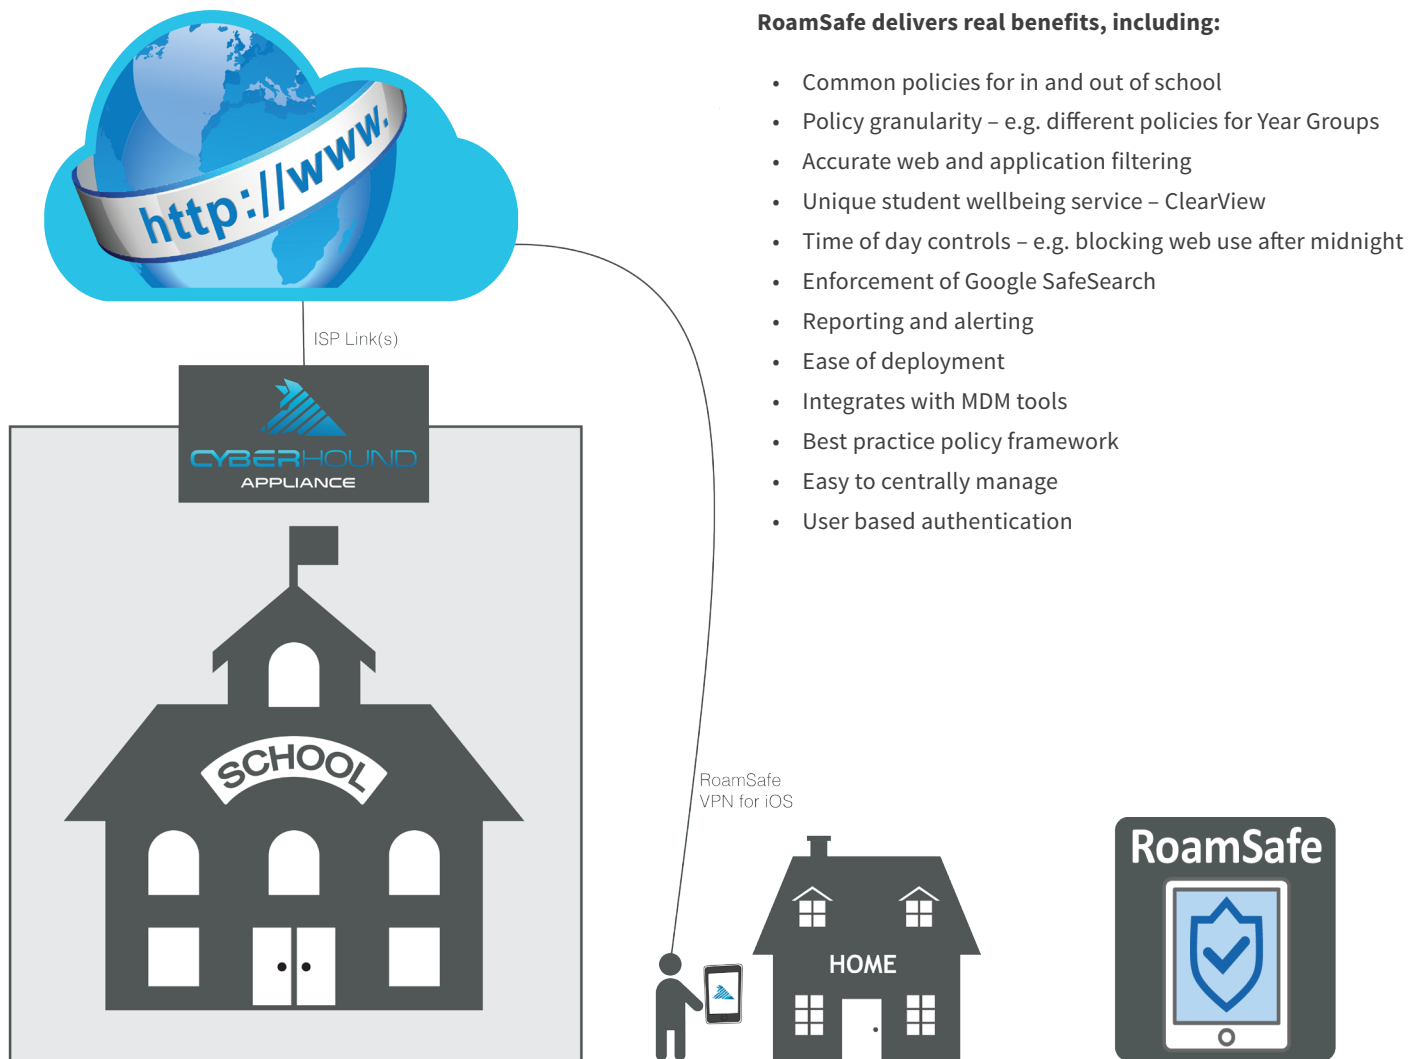 http://www.
ISP Link(s)
CYBERHOUND
APPLIANCE
SCHOOL
RoamSafe
VPN for iOS
HOME
RoamSafe delivers real benefits, including:
• Common policies for in and out of school
• Policy granularity – e.g. different policies for Year Groups
• Accurate web and application filtering
• Unique student wellbeing service – ClearView
• Time of day controls – e.g. blocking web use after midnight
• Enforcement of Google SafeSearch
• Reporting and alerting
• Ease of deployment
• Integrates with MDM tools
• Best practice policy framework
• Easy to centrally manage
• User based authentication
RoamSafe